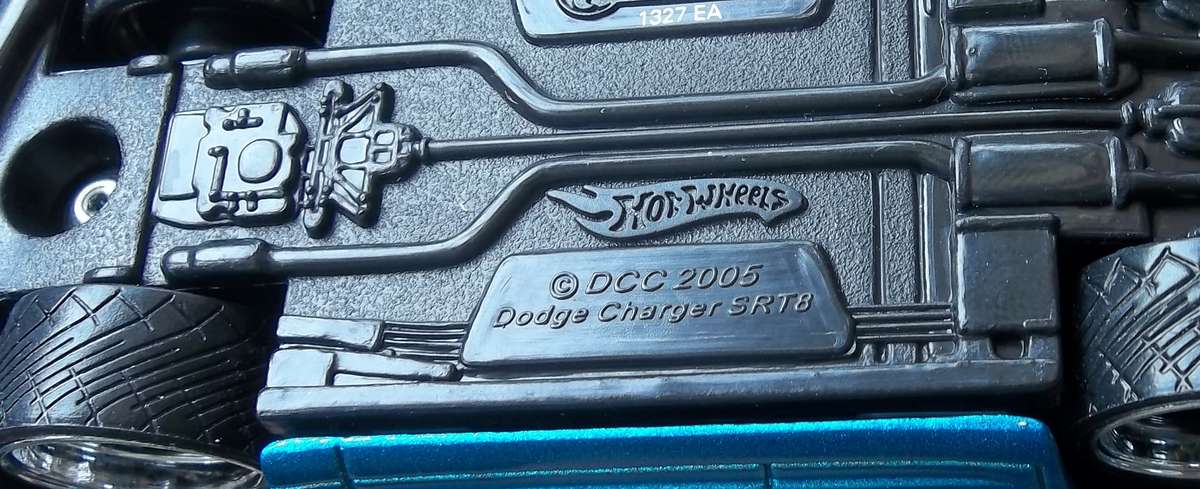 1327 EA
HOT WHEELS
© DCC 2005
Dodge Charger SRT8